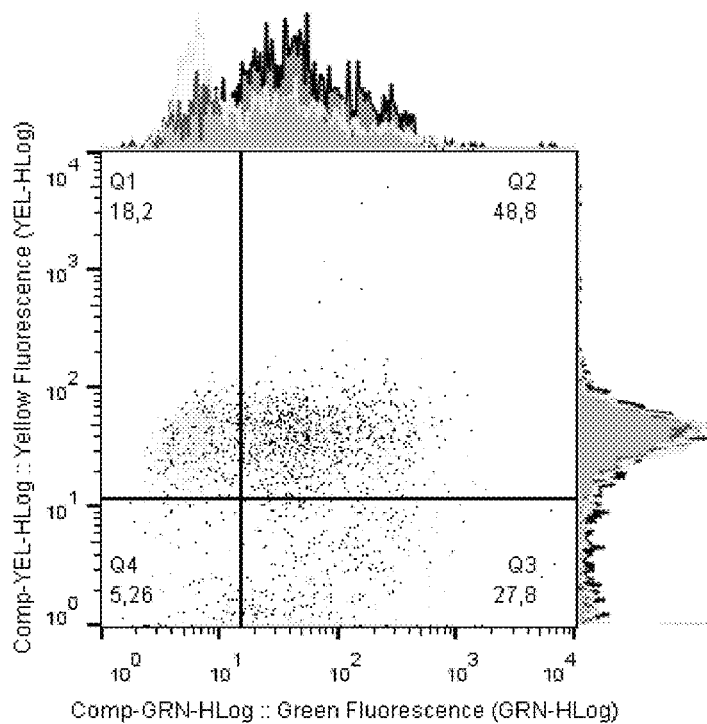 Q1
18,2
Q2
48,8
Q4
5,26
Q3
27,8
10^4
10^3
10^2
10^1
10^0
Comp-YEL-HLog :: Yellow Fluorescence (YEL-HLog)
10^0 10^1 10^2 10^3 10^4
Comp-GRN-HLog :: Green Fluorescence (GRN-HLog)